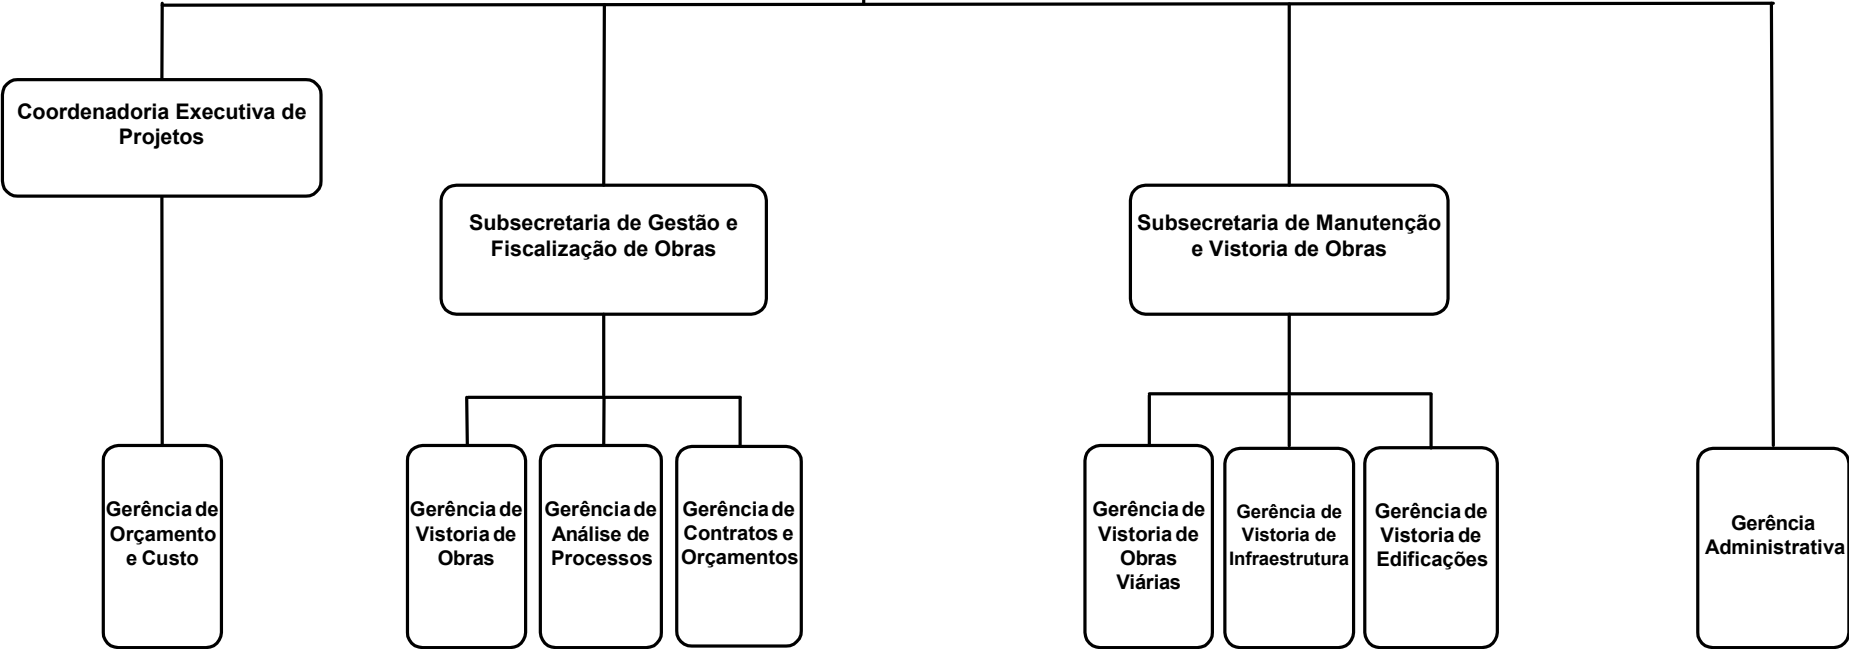 Coordenadoria Executiva de
Projetos
Subsecretaria de Gestão e
Fiscalização de Obras
Subsecretaria de Manutenção
e Vistoria de Obras
Gerência de
Orçamento
e Custo
Gerência de
Vistoria de
Obras
Gerência de
Análise de
Processos
Gerência de
Contratos e
Orçamentos
Gerência de
Vistoria de
Obras
Viárias
Gerência de
Vistoria de
Infraestrutura
Gerência de
Vistoria de
Edificações
Gerência
Administrativa